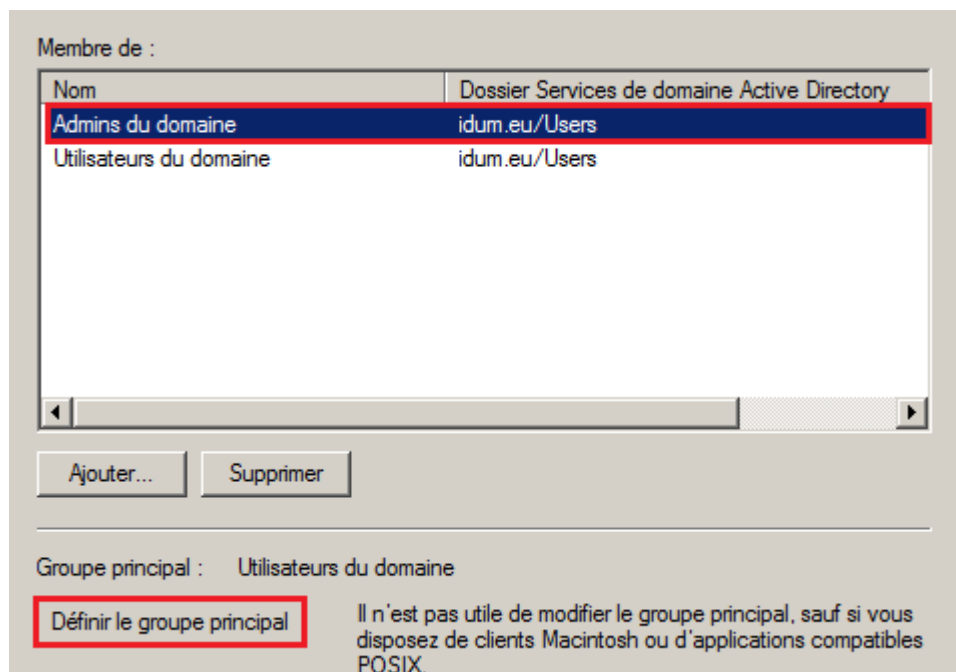 Membre de :
Nom Dossier Services de domaine Active Directory
Admins du domaine idum.eu/Users
Utilisateurs du domaine idum.eu/Users
Ajouter... Supprimer
Groupe principal : Utilisateurs du domaine
Définir le groupe principal
Il n'est pas utile de modifier le groupe principal, sauf si vous
disposez de clients Macintosh ou d'applications compatibles
POSIX.